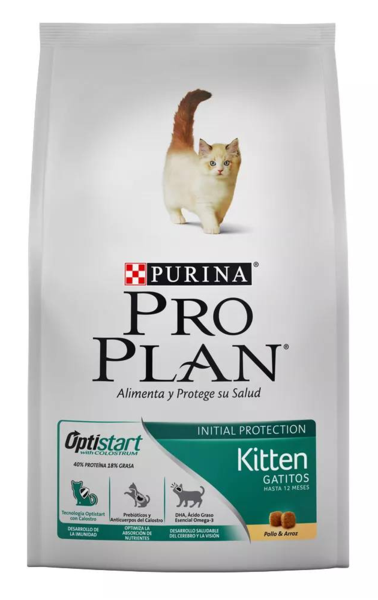 PURINA®
PRO
PLAN®
Alimenta y Protege su Salud
Optistart
with COLOSTRUM
40% PROTEÍNA 18% GRASA
INITIAL PROTECTION
Kitten
GATITOS
HASTA 12 MESES
Tecnología Optistart
con Calostro
DESARROLLO DE
LA INMUNIDAD
Prebióticos y
Anticuerpos del Calostro
OPTIMIZA LA
ABSORCIÓN DE
NUTRIENTES
DHA, Ácido Graso
Esencial Omega-3
DESARROLLO SALUDABLE
DEL CEREBRO Y LA VISIÓN
Pollo & Arroz